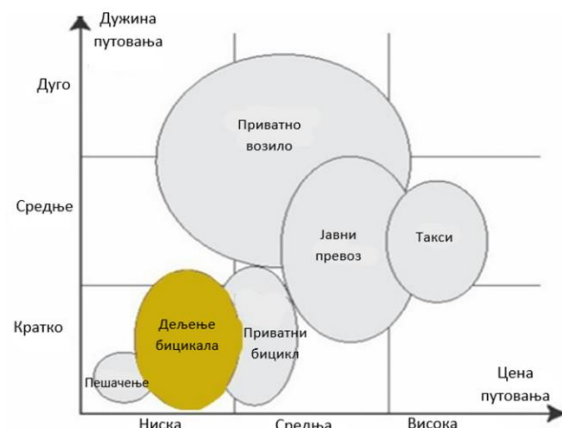 Дужина
путовања
Дуго
Приватно
возило
Средње
Јавни
превоз
Такси
Кратко
Дељење
бицикала
Приватни
бицикл
Пешачење
Цена
путовања
Ниска
Средња
Висока